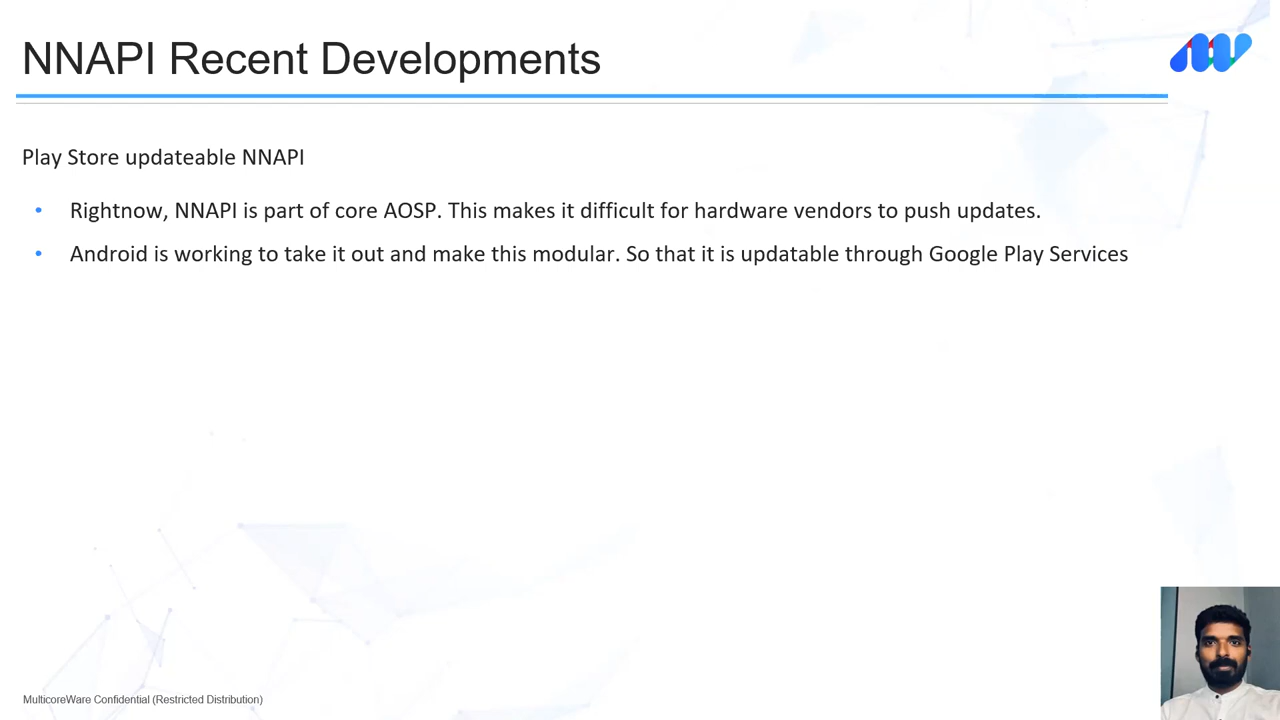 NNAPI Recent Developments
Play Store updateable NNAPI
• Rightnow, NNAPI is part of core AOSP. This makes it difficult for hardware vendors to push updates.
• Android is working to take it out and make this modular. So that it is updatable through Google Play Services
MulticoreWare Confidential (Restricted Distribution)